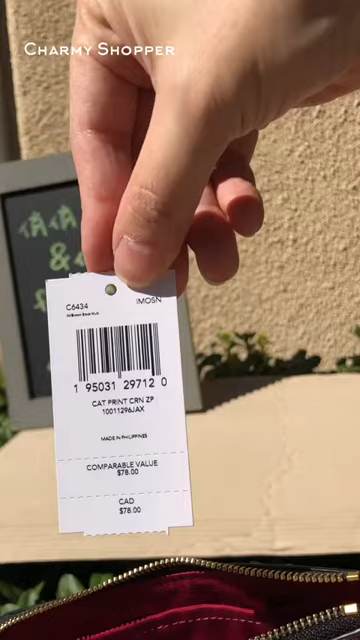 CHARMY SHOPPER
C6434 IMOSN
1 95031 29712 0
CAT PRINT CRN ZP
10011296JAX
MADE IN PHILIPPINES
COMPARABLE VALUE
$78.00
CAD
$78.00